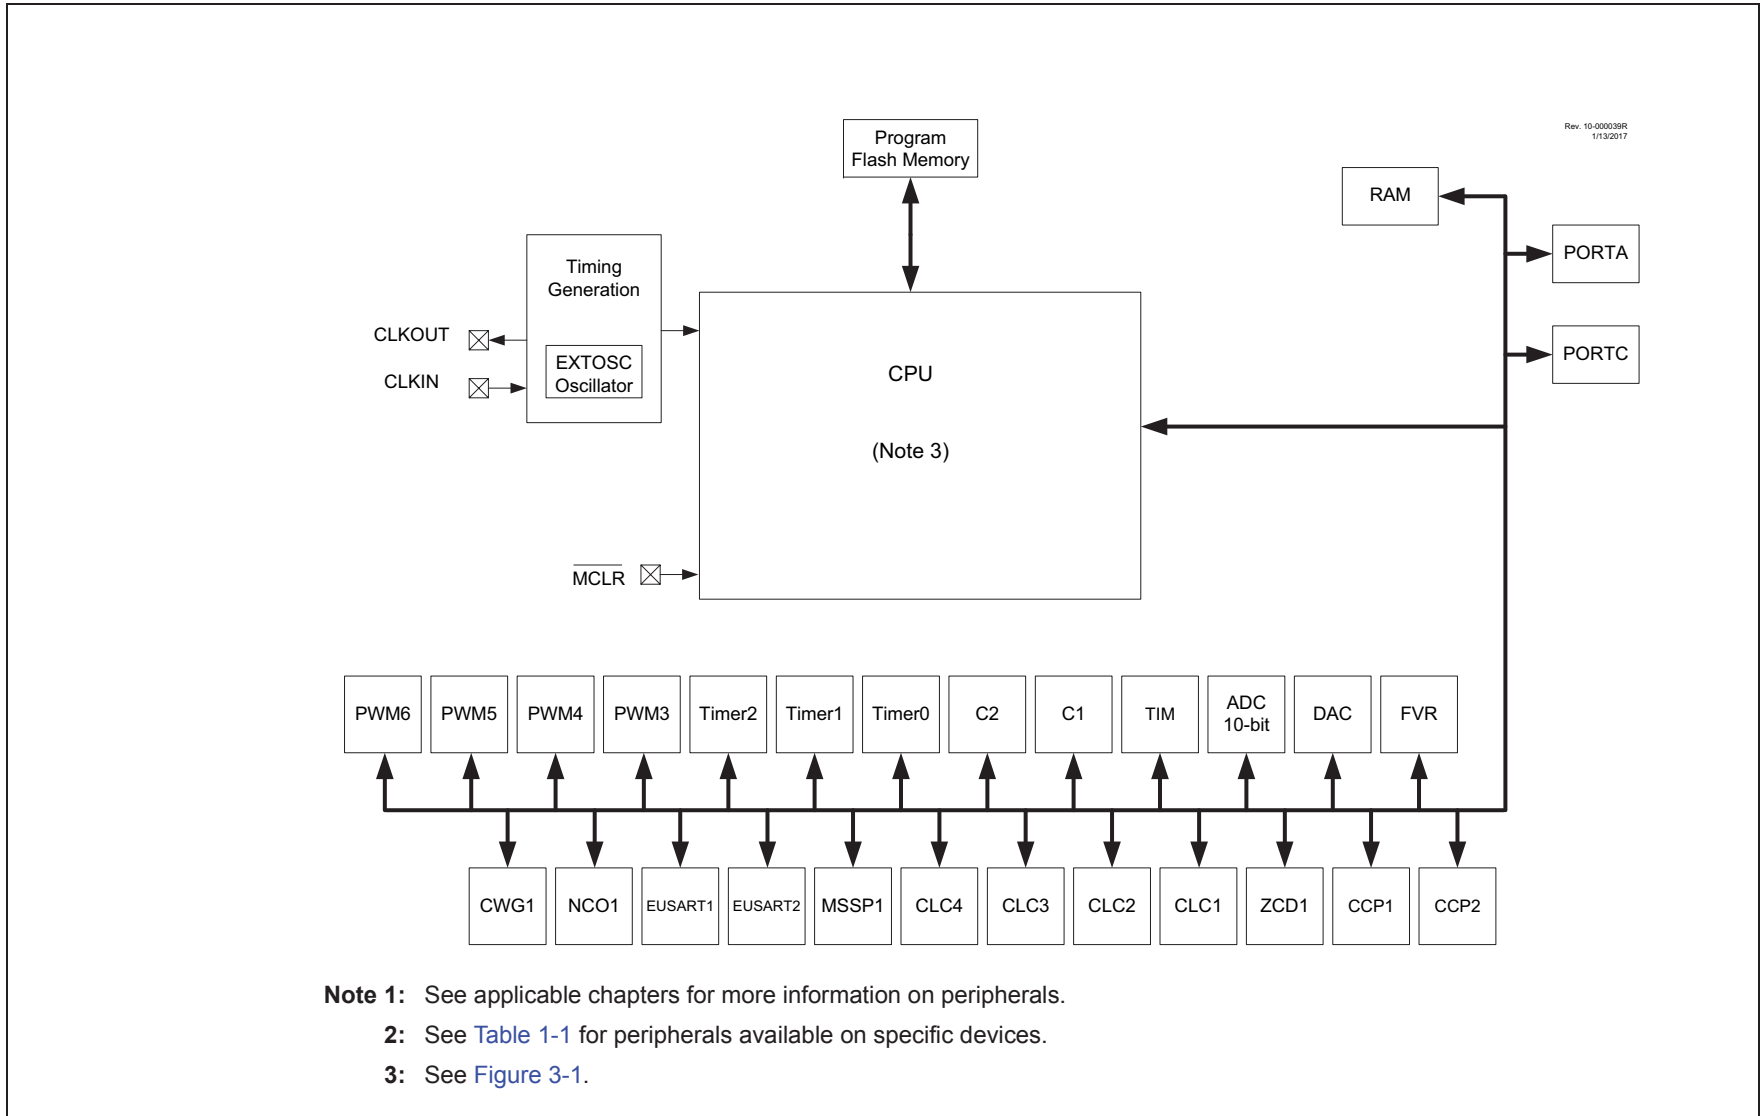 Rev. 10-000039R
1/13/2017
Program
Flash Memory
RAM
PORTA
Timing
Generation
CLKOUT
EXTOSC
Oscillator
CLKIN
PORTC
CPU
(Note 3)
MCLR
PWM6
PWM5
PWM4
PWM3
Timer2
Timer1
Timer0
C2
C1
TIM
ADC
10-bit
DAC
FVR
CWG1
NCO1
EUSART1
EUSART2
MSSP1
CLC4
CLC3
CLC2
CLC1
ZCD1
CCP1
CCP2
Note 1: See applicable chapters for more information on peripherals.
2: See Table 1-1 for peripherals available on specific devices.
3: See Figure 3-1.